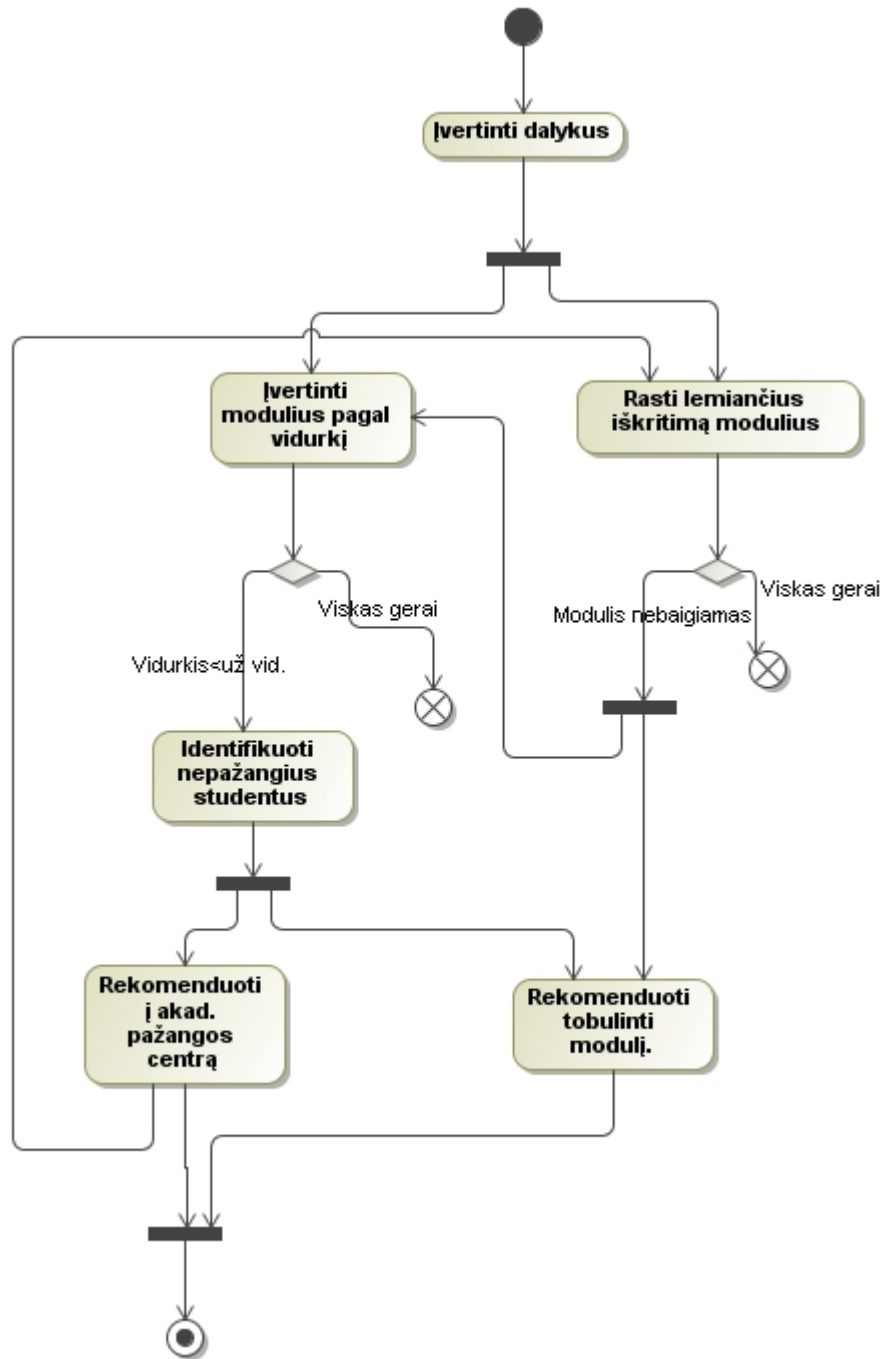 Įvertinti dalykus
Įvertinti
modulius pagal
vidurkį
Rasti lemiančius
iškritimą modulius
Viskas gerai
Modulis nebaigiamas
Viskas gerai
Vidurkis<už vid.
Identifikuoti
nepažangius
studentus
Rekomenduoti
į akad.
pažangos
centrą
Rekomenduoti
tobulinti
modulį.